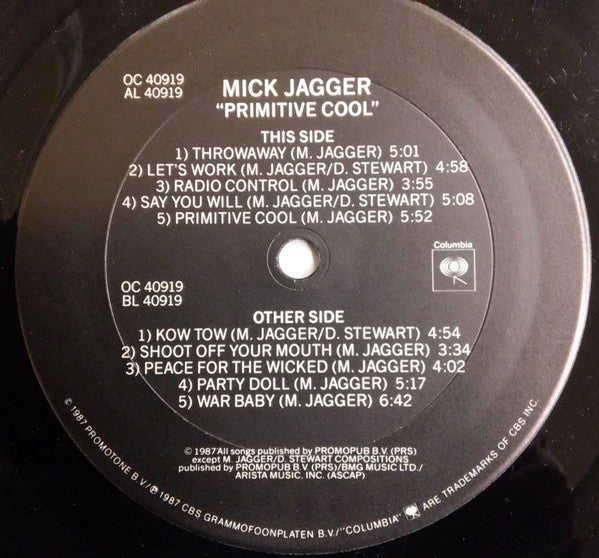 OC 40919
AL 40919
MICK JAGGER
"PRIMITIVE COOL"
THIS SIDE
1) THROWAWAY (M. JAGGER) 5:01
2) LET'S WORK (M. JAGGER/D. STEWART) 4:58
3) RADIO CONTROL (M. JAGGER) 3:55
4) SAY YOU WILL (M. JAGGER/D. STEWART) 5:08
5) PRIMITIVE COOL (M. JAGGER) 5:52
Columbia
OC 40919
BL 40919
OTHER SIDE
1) KOW TOW (M. JAGGER/D. STEWART) 4:54
2) SHOOT OFF YOUR MOUTH (M. JAGGER) 3:34
3) PEACE FOR THE WICKED (M. JAGGER) 4:02
4) PARTY DOLL (M. JAGGER) 5:17
5) WAR BABY (M. JAGGER) 6:42
© 1987 All songs published by PROMOPUB B.V. (PRS)
except M. JAGGER/D. STEWART COMPOSITIONS
published by PROMOPUB B.V. (PRS)/BMG MUSIC LTD./
ARISTA MUSIC. INC. (ASCAP)
© 1987 PROMOTONE B.V./℗ 1987 CBS GRAMMOFOONPLATEN B.V./"COLUMBIA" ARE TRADEMARKS OF CBS INC.